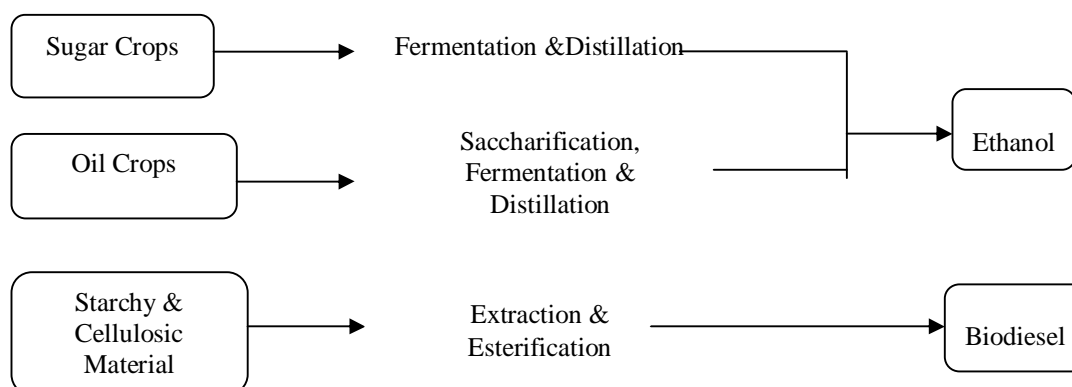 Sugar Crops
Fermentation &Distillation
Oil Crops
Saccharification,
Fermentation &
Distillation
Ethanol
Starchy &
Cellulosic
Material
Extraction &
Esterification
Biodiesel